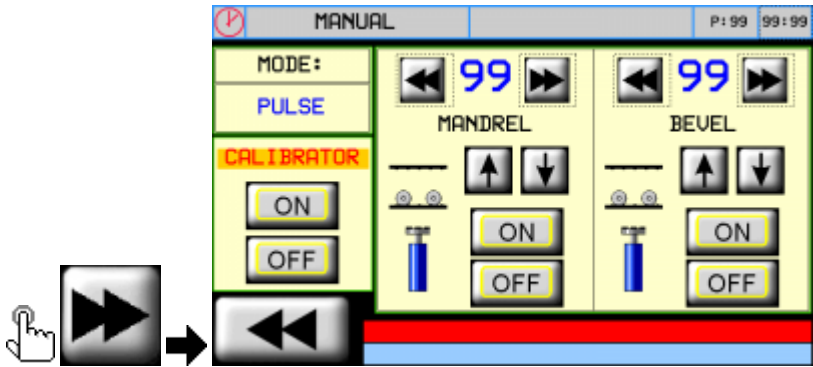 MANUAL
P:99 99:99
MODE:
PULSE
CALIBRATOR
ON
OFF
99
MANDREL
ON
OFF
99
BEVEL
ON
OFF